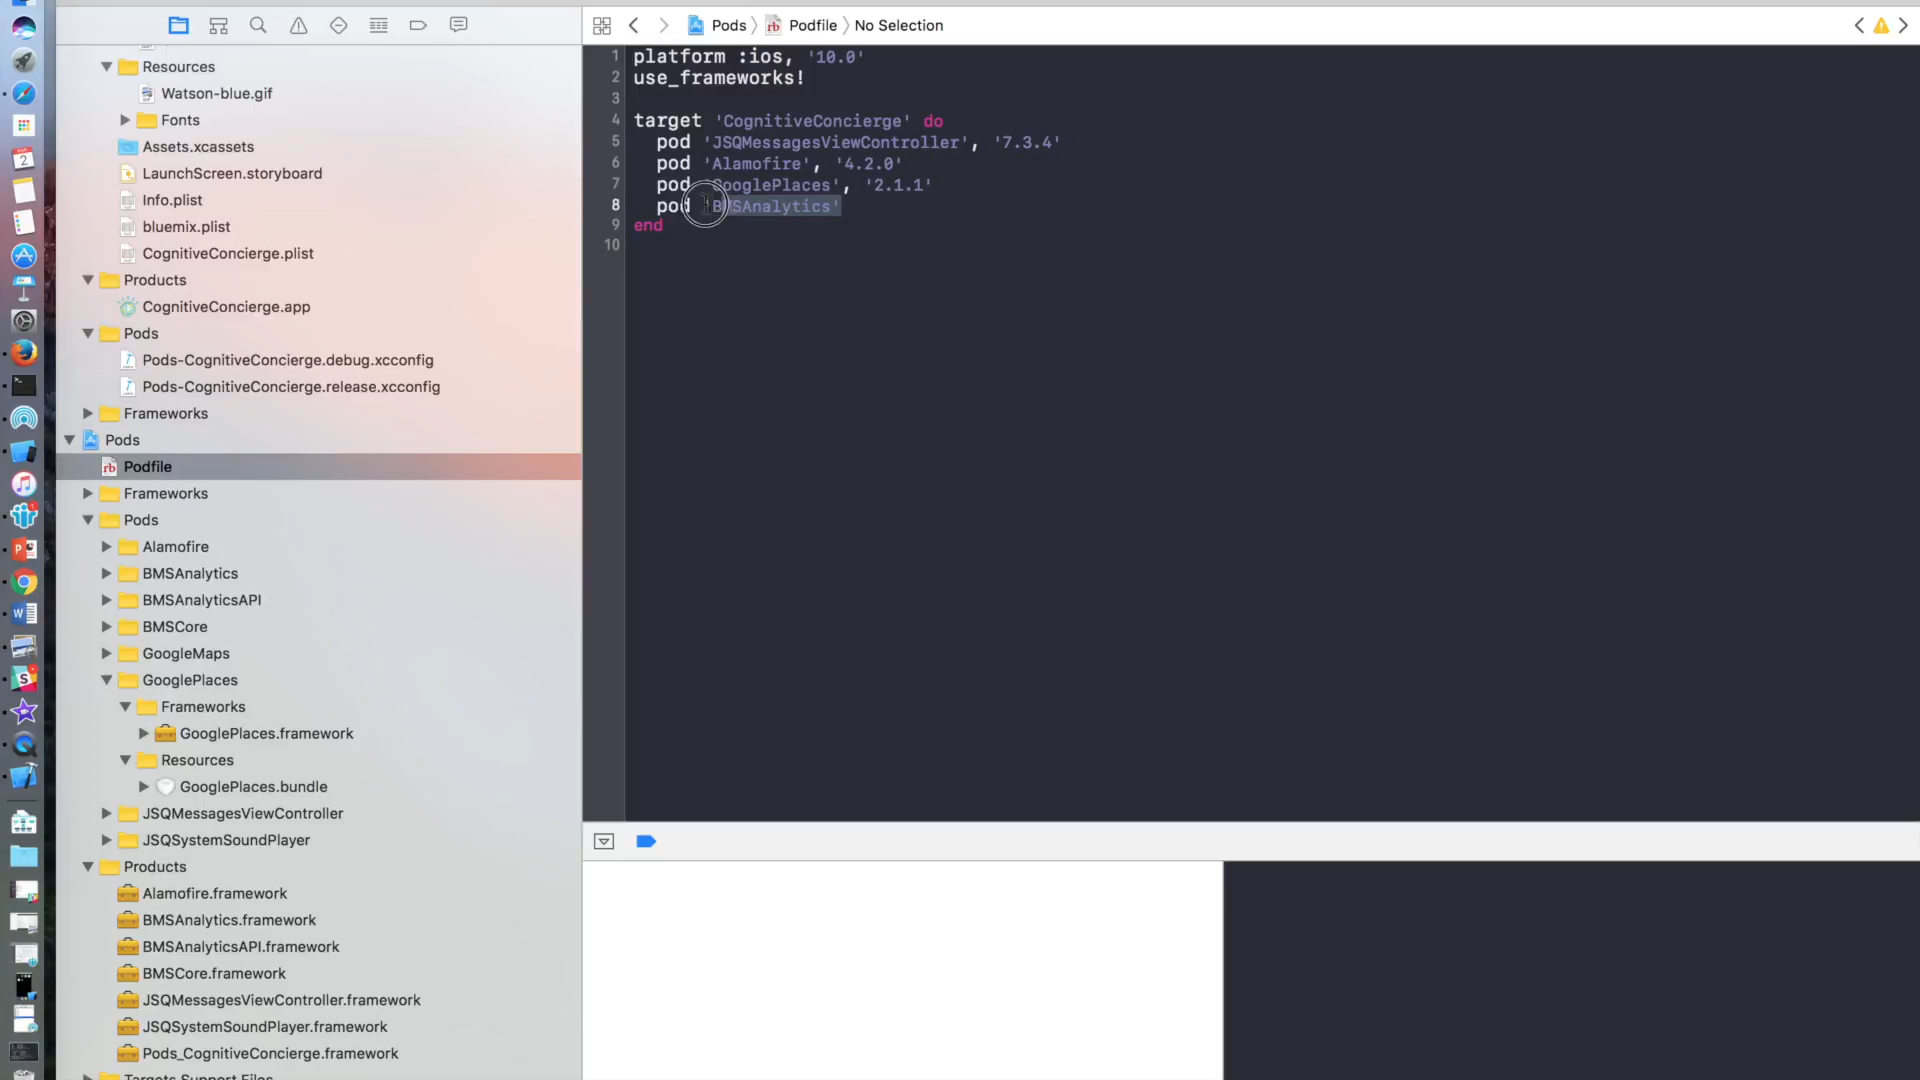 Pods
Podfile
No Selection
Resources
Watson-blue.gif
Fonts
Assets.xcassets
LaunchScreen.storyboard
Info.plist
bluemix.plist
CognitiveConcierge.plist
Products
CognitiveConcierge.app
Pods
Pods-CognitiveConcierge.debug.xcconfig
Pods-CognitiveConcierge.release.xcconfig
Frameworks
Pods
rb Podfile
Frameworks
Pods
Alamofire
BMSAnalytics
BMSAnalyticsAPI
BMSCore
GoogleMaps
GooglePlaces
Frameworks
GooglePlaces.framework
Resources
GooglePlaces.bundle
JSQMessagesViewController
JSQSystemSoundPlayer
Products
Alamofire.framework
BMSAnalytics.framework
BMSAnalyticsAPI.framework
BMSCore.framework
JSQMessagesViewController.framework
JSQSystemSoundPlayer.framework
Pods_CognitiveConcierge.framework
Targets Support Files
1 platform :ios, '10.0'
2 use_frameworks!
3
4 target 'CognitiveConcierge' do
5 pod 'JSQMessagesViewController', '7.3.4'
6 pod 'Alamofire', '4.2.0'
7 pod 'GooglePlaces', '2.1.1'
8 pod 'BMSAnalytics'
9 end
10